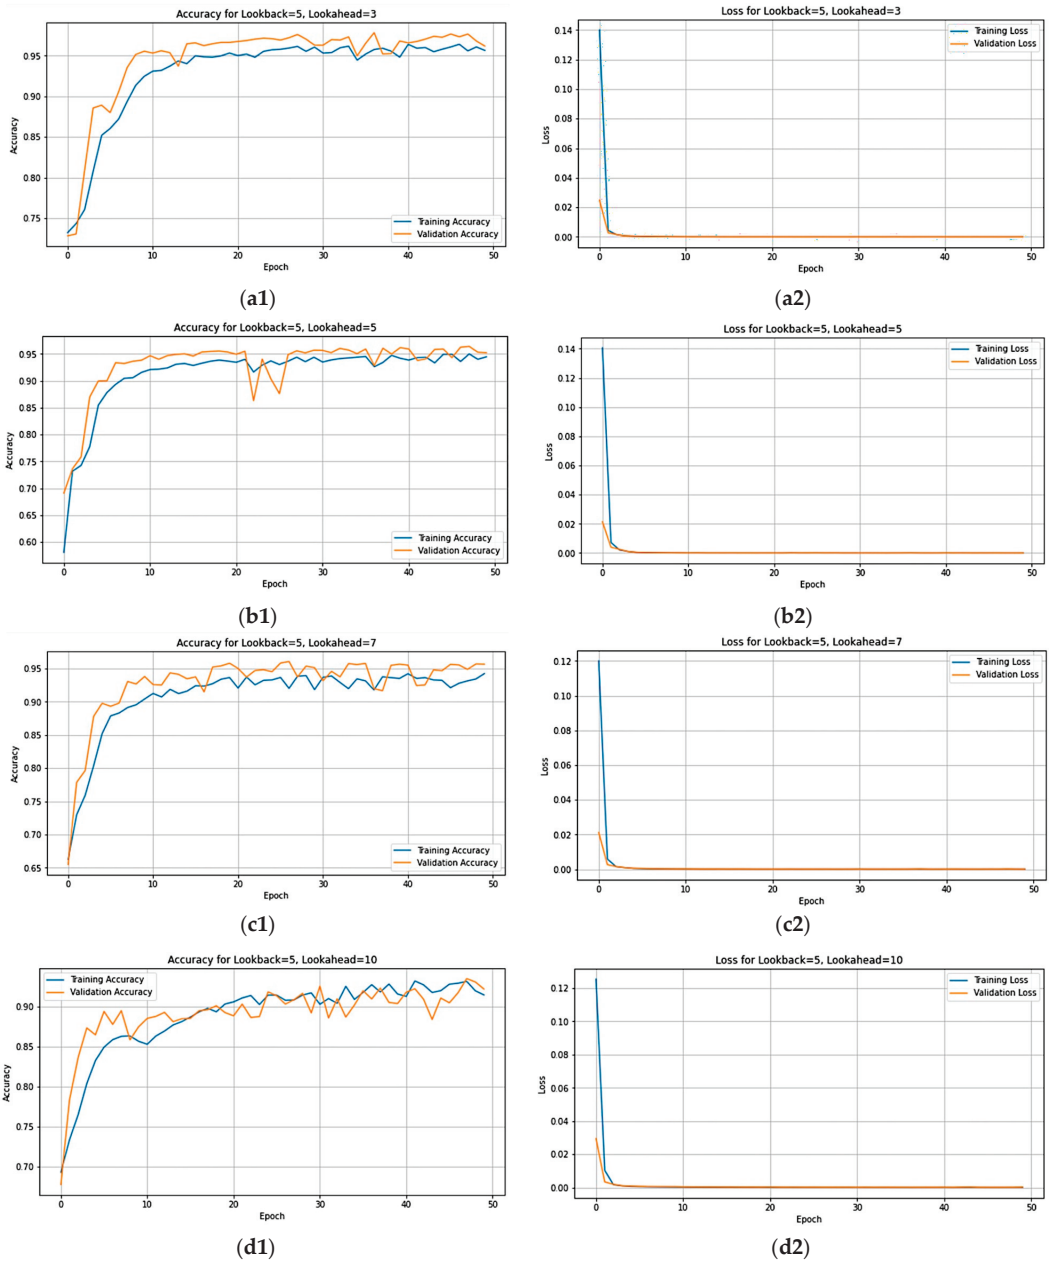 Accuracy for Lookback=5, Lookahead=3
0.95
0.90
0.85
0.80
0.75
Accuracy
0
10
20
30
40
50
Epoch
Training Accuracy
Validation Accuracy
(a1)
Loss for Lookback=5, Lookahead=3
0.14
0.12
0.10
0.08
0.06
0.04
0.02
0.00
Loss
0
10
20
30
40
50
Epoch
Training Loss
Validation Loss
(a2)
Accuracy for Lookback=5, Lookahead=5
0.95
0.90
0.85
0.80
0.75
0.70
0.65
0.60
Accuracy
0
10
20
30
40
50
Epoch
Training Accuracy
Validation Accuracy
(b1)
Loss for Lookback=5, Lookahead=5
0.14
0.12
0.10
0.08
0.06
0.04
0.02
0.00
Loss
0
10
20
30
40
50
Epoch
Training Loss
Validation Loss
(b2)
Accuracy for Lookback=5, Lookahead=7
0.95
0.90
0.85
0.80
0.75
0.70
0.65
Accuracy
0
10
20
30
40
50
Epoch
Training Accuracy
Validation Accuracy
(c1)
Loss for Lookback=5, Lookahead=7
0.12
0.10
0.08
0.06
0.04
0.02
0.00
Loss
0
10
20
30
40
50
Epoch
Training Loss
Validation Loss
(c2)
Accuracy for Lookback=5, Lookahead=10
Training Accuracy
Validation Accuracy
0.90
0.85
0.80
0.75
0.70
Accuracy
0
10
20
30
40
50
Epoch
(d1)
Loss for Lookback=5, Lookahead=10
0.12
0.10
0.08
0.06
0.04
0.02
0.00
Loss
0
10
20
30
40
50
Epoch
Training Loss
Validation Loss
(d2)